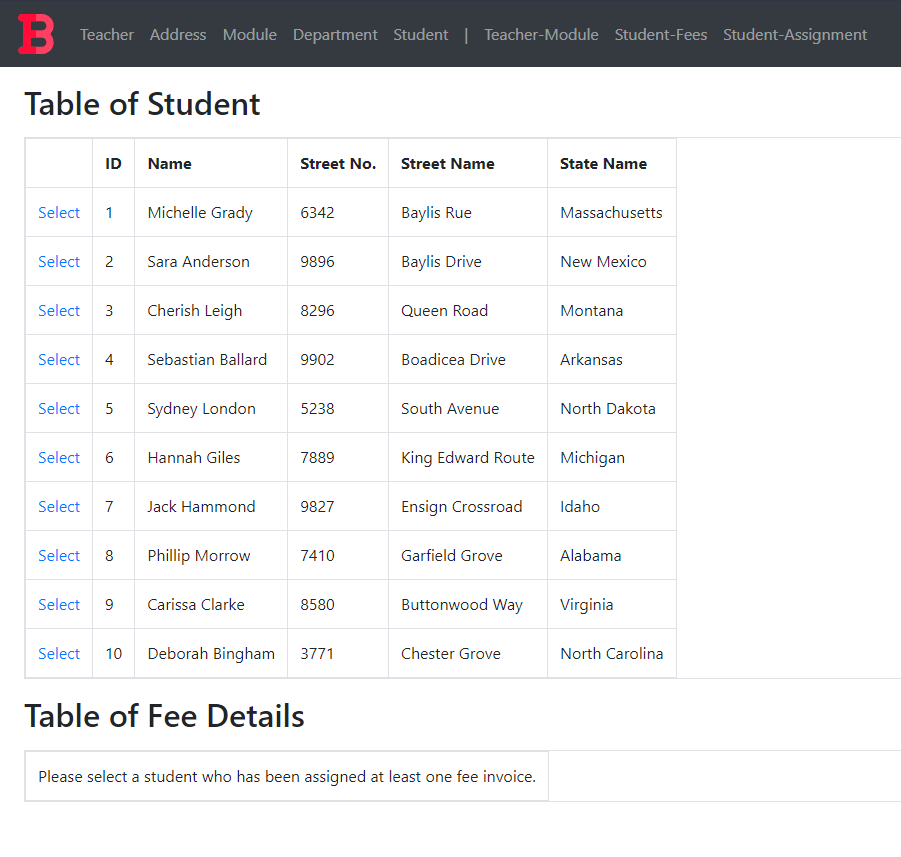 B Teacher Address Module Department Student | Teacher-Module Student-Fees Student-Assignment
Table of Student
ID Name Street No. Street Name State Name
Select 1 Michelle Grady 6342 Baylis Rue Massachusetts
Select 2 Sara Anderson 9896 Baylis Drive New Mexico
Select 3 Cherish Leigh 8296 Queen Road Montana
Select 4 Sebastian Ballard 9902 Boadicea Drive Arkansas
Select 5 Sydney London 5238 South Avenue North Dakota
Select 6 Hannah Giles 7889 King Edward Route Michigan
Select 7 Jack Hammond 9827 Ensign Crossroad Idaho
Select 8 Phillip Morrow 7410 Garfield Grove Alabama
Select 9 Carissa Clarke 8580 Buttonwood Way Virginia
Select 10 Deborah Bingham 3771 Chester Grove North Carolina
Table of Fee Details
Please select a student who has been assigned at least one fee invoice.